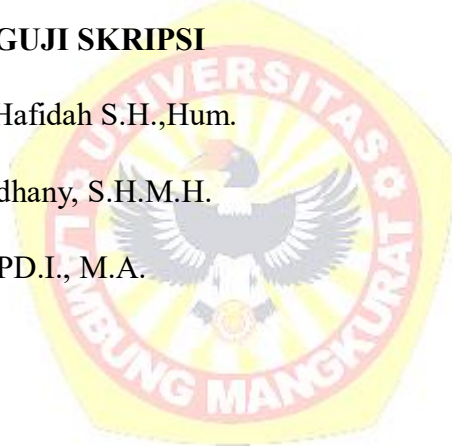 GUJI SKRIPSI
Hafidah S.H.,Hum.
dhany, S.H.M.H.
PD.I., M.A.
UNIVERSITAS
LAMBUNG MANGKURAT